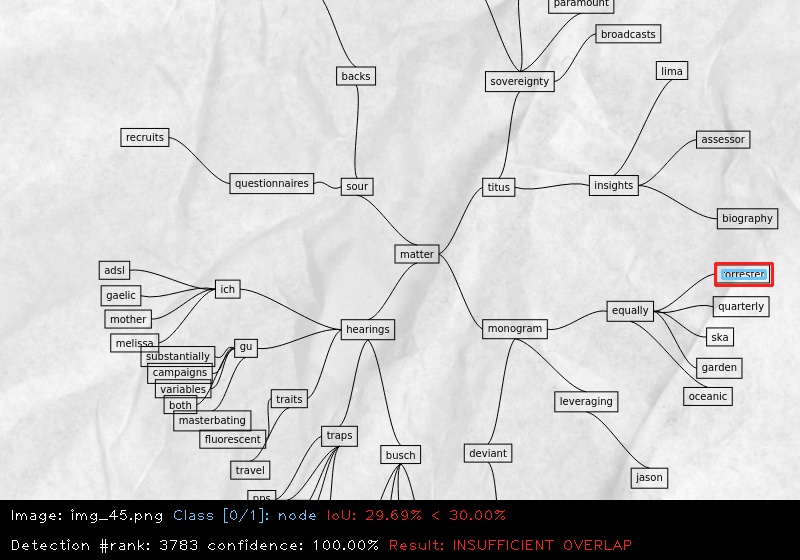 paramount
broadcasts
backs
sovereignty
lima
recruits
assessor
questionnaires
sour
titus
insights
biography
matter
adsl
orrester
ich
gaelic
quarterly
mother
hearings
monogram
equally
ska
melissa
gu
substantially
campaigns
garden
variables
oceanic
both
traits
leveraging
masterbating
fluorescent
traps
busch
deviant
travel
jason
nns
Image: img_45.png Class [0/1]: node IoU: 29.69% < 30.00%
Detection #rank: 3783 confidence: 100.00% Result: INSUFFICIENT OVERLAP